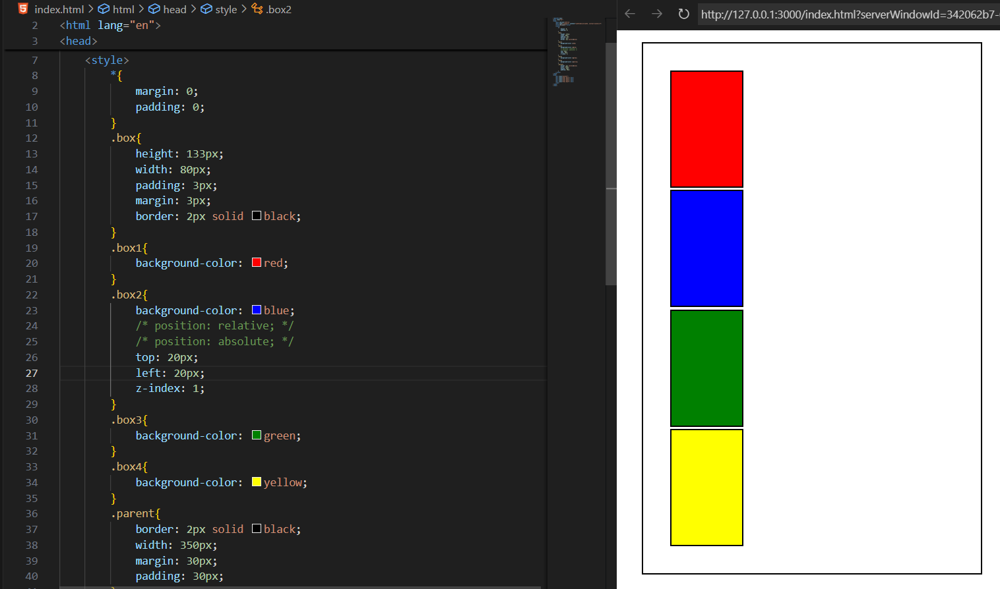 index.html > html > head > style > .box2
2 <html lang="en">
3 <head>
7 <style>
8 *{
9 margin: 0;
10 padding: 0;
11 }
12 .box{
13 height: 133px;
14 width: 80px;
15 padding: 3px;
16 margin: 3px;
17 border: 2px solid black;
18 }
19 .box1{
20 background-color: red;
21 }
22 .box2{
23 background-color: blue;
24 /* position: relative; */
25 /* position: absolute; */
26 top: 20px;
27 left: 20px;
28 z-index: 1;
29 }
30 .box3{
31 background-color: green;
32 }
33 .box4{
34 background-color: yellow;
35 }
36 .parent{
37 border: 2px solid black;
38 width: 350px;
39 margin: 30px;
40 padding: 30px;
http://127.0.0.1:3000/index.html?serverWindowId=342062b7-